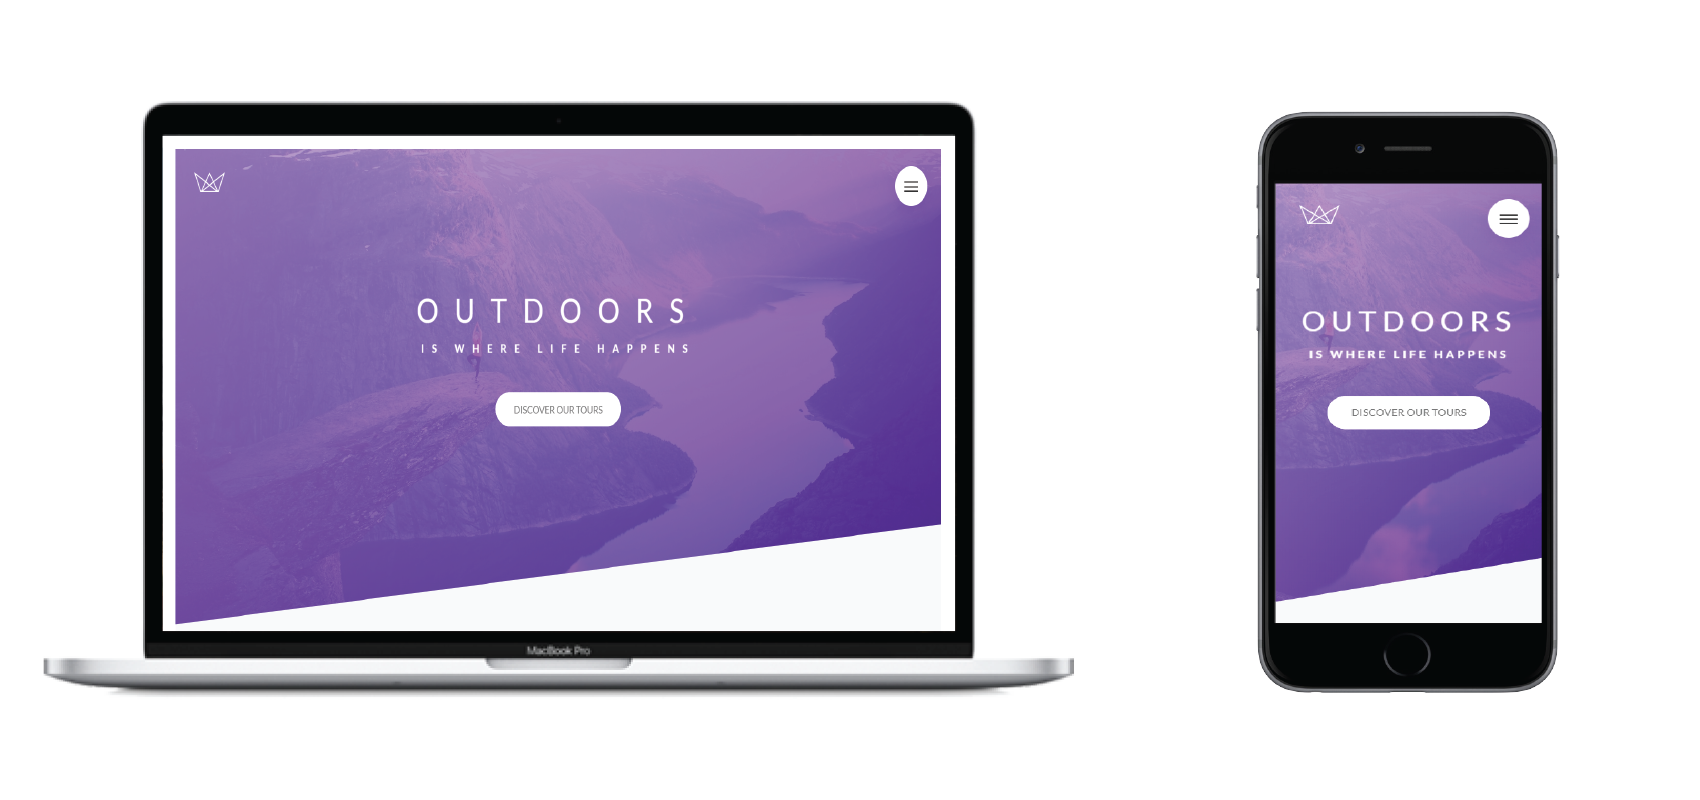 OUTDOORS
IS WHERE LIFE HAPPENS
DISCOVER OUR TOURS
MacBook Pro
OUTDOORS
IS WHERE LIFE HAPPENS
DISCOVER OUR TOURS